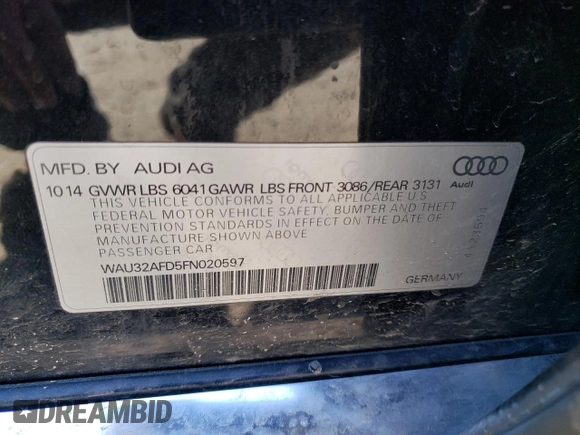 MFD. BY AUDI AG
1014 GVWR LBS 6041 GAWR LBS FRONT 3086/REAR 3131
Audi
THIS VEHICLE CONFORMS TO ALL APPLICABLE U.S
FEDERAL MOTOR VEHICLE SAFETY, BUMPER AND THEFT
PREVENTION STANDARDS IN EFFECT ON THE DATE OF
MANUFACTURE SHOWN ABOVE
PASSENGER CAR
WAU32AFD5FN020597
GERMANY
DREAMBID